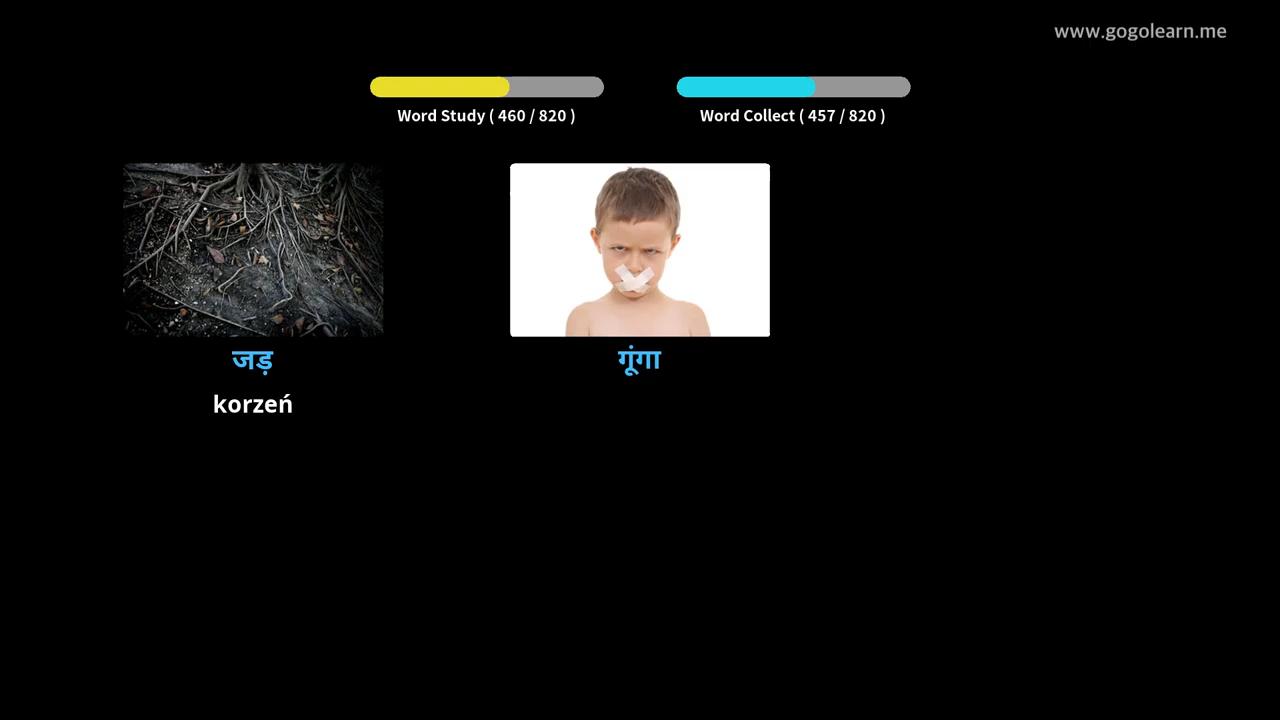 www.gogolearn.me
Word Study ( 460 / 820 )
Word Collect ( 457 / 820 )
जड़
गूंगा
korzeń